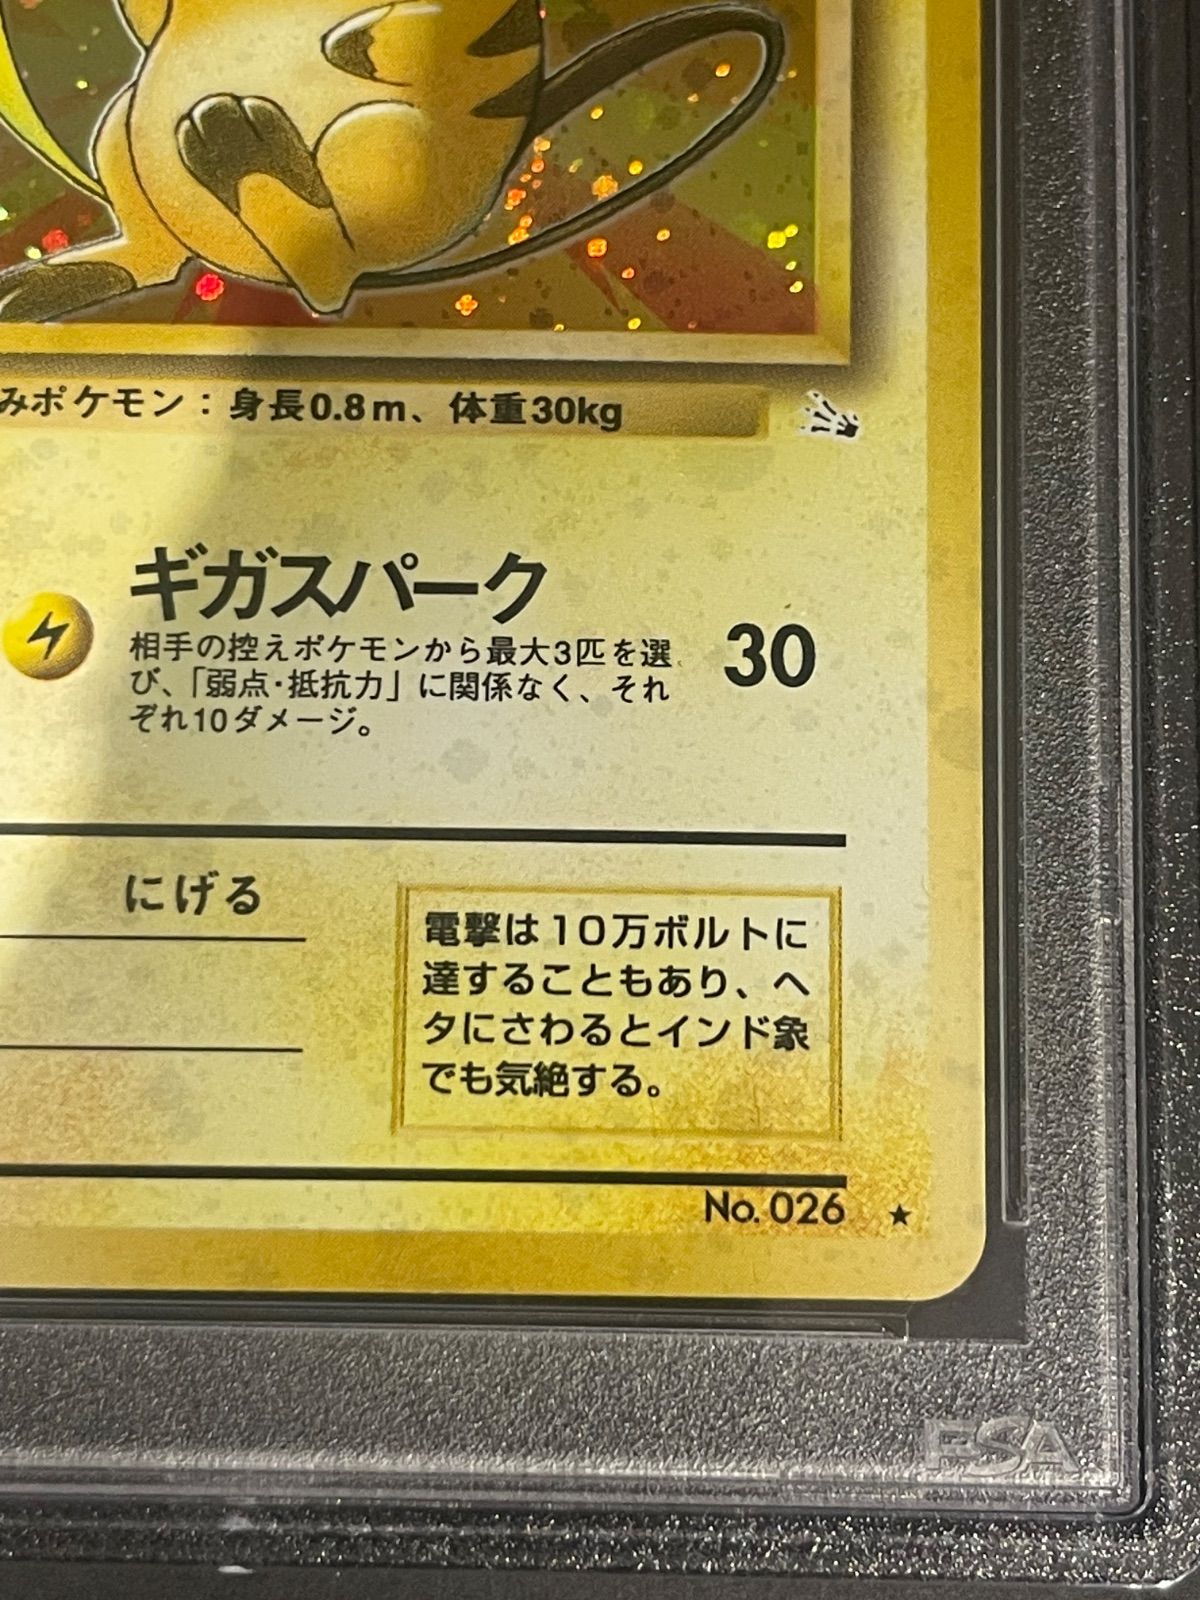 みポケモン：身長0.8m、体重30kg
ギガスパーク
相手の控えポケモンから最大3匹を選
び、「弱点・抵抗力」に関係なく、それ
ぞれ10ダメージ。
30
にげる
電撃は10万ボルトに
達することもあり、ヘ
タにさわるとインド象
でも気絶する。
No. 026 ★
PSA